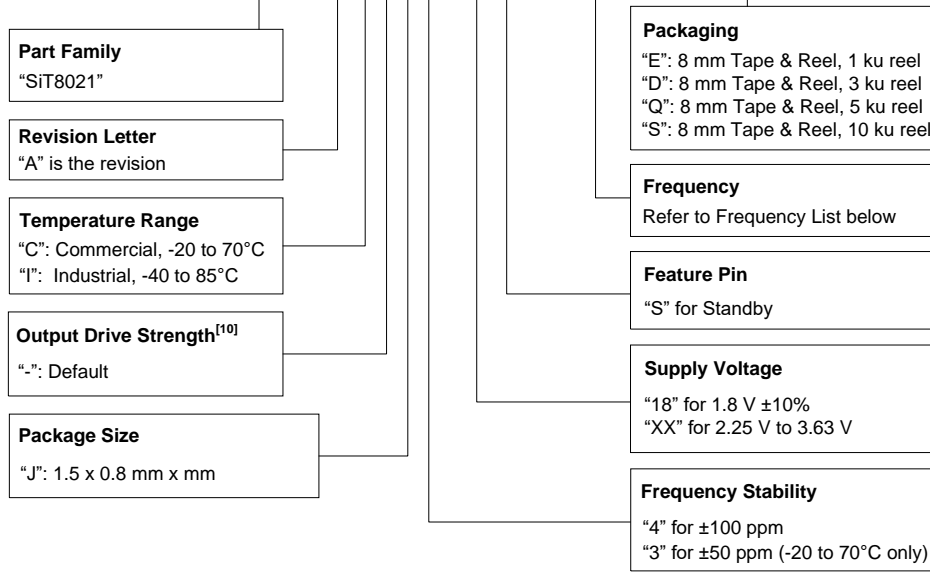 Part Family
“SiT8021”
Revision Letter
“A” is the revision
Temperature Range
“C”: Commercial, -20 to 70°C
“I”: Industrial, -40 to 85°C
Output Drive Strength[10]
“-”: Default
Package Size
“J”: 1.5 x 0.8 mm x mm
Packaging
“E”: 8 mm Tape & Reel, 1 ku reel
“D”: 8 mm Tape & Reel, 3 ku reel
“Q”: 8 mm Tape & Reel, 5 ku reel
“S”: 8 mm Tape & Reel, 10 ku reel
Frequency
Refer to Frequency List below
Feature Pin
“S” for Standby
Supply Voltage
“18” for 1.8 V ±10%
“XX” for 2.25 V to 3.63 V
Frequency Stability
“4” for ±100 ppm
“3” for ±50 ppm (-20 to 70°C only)